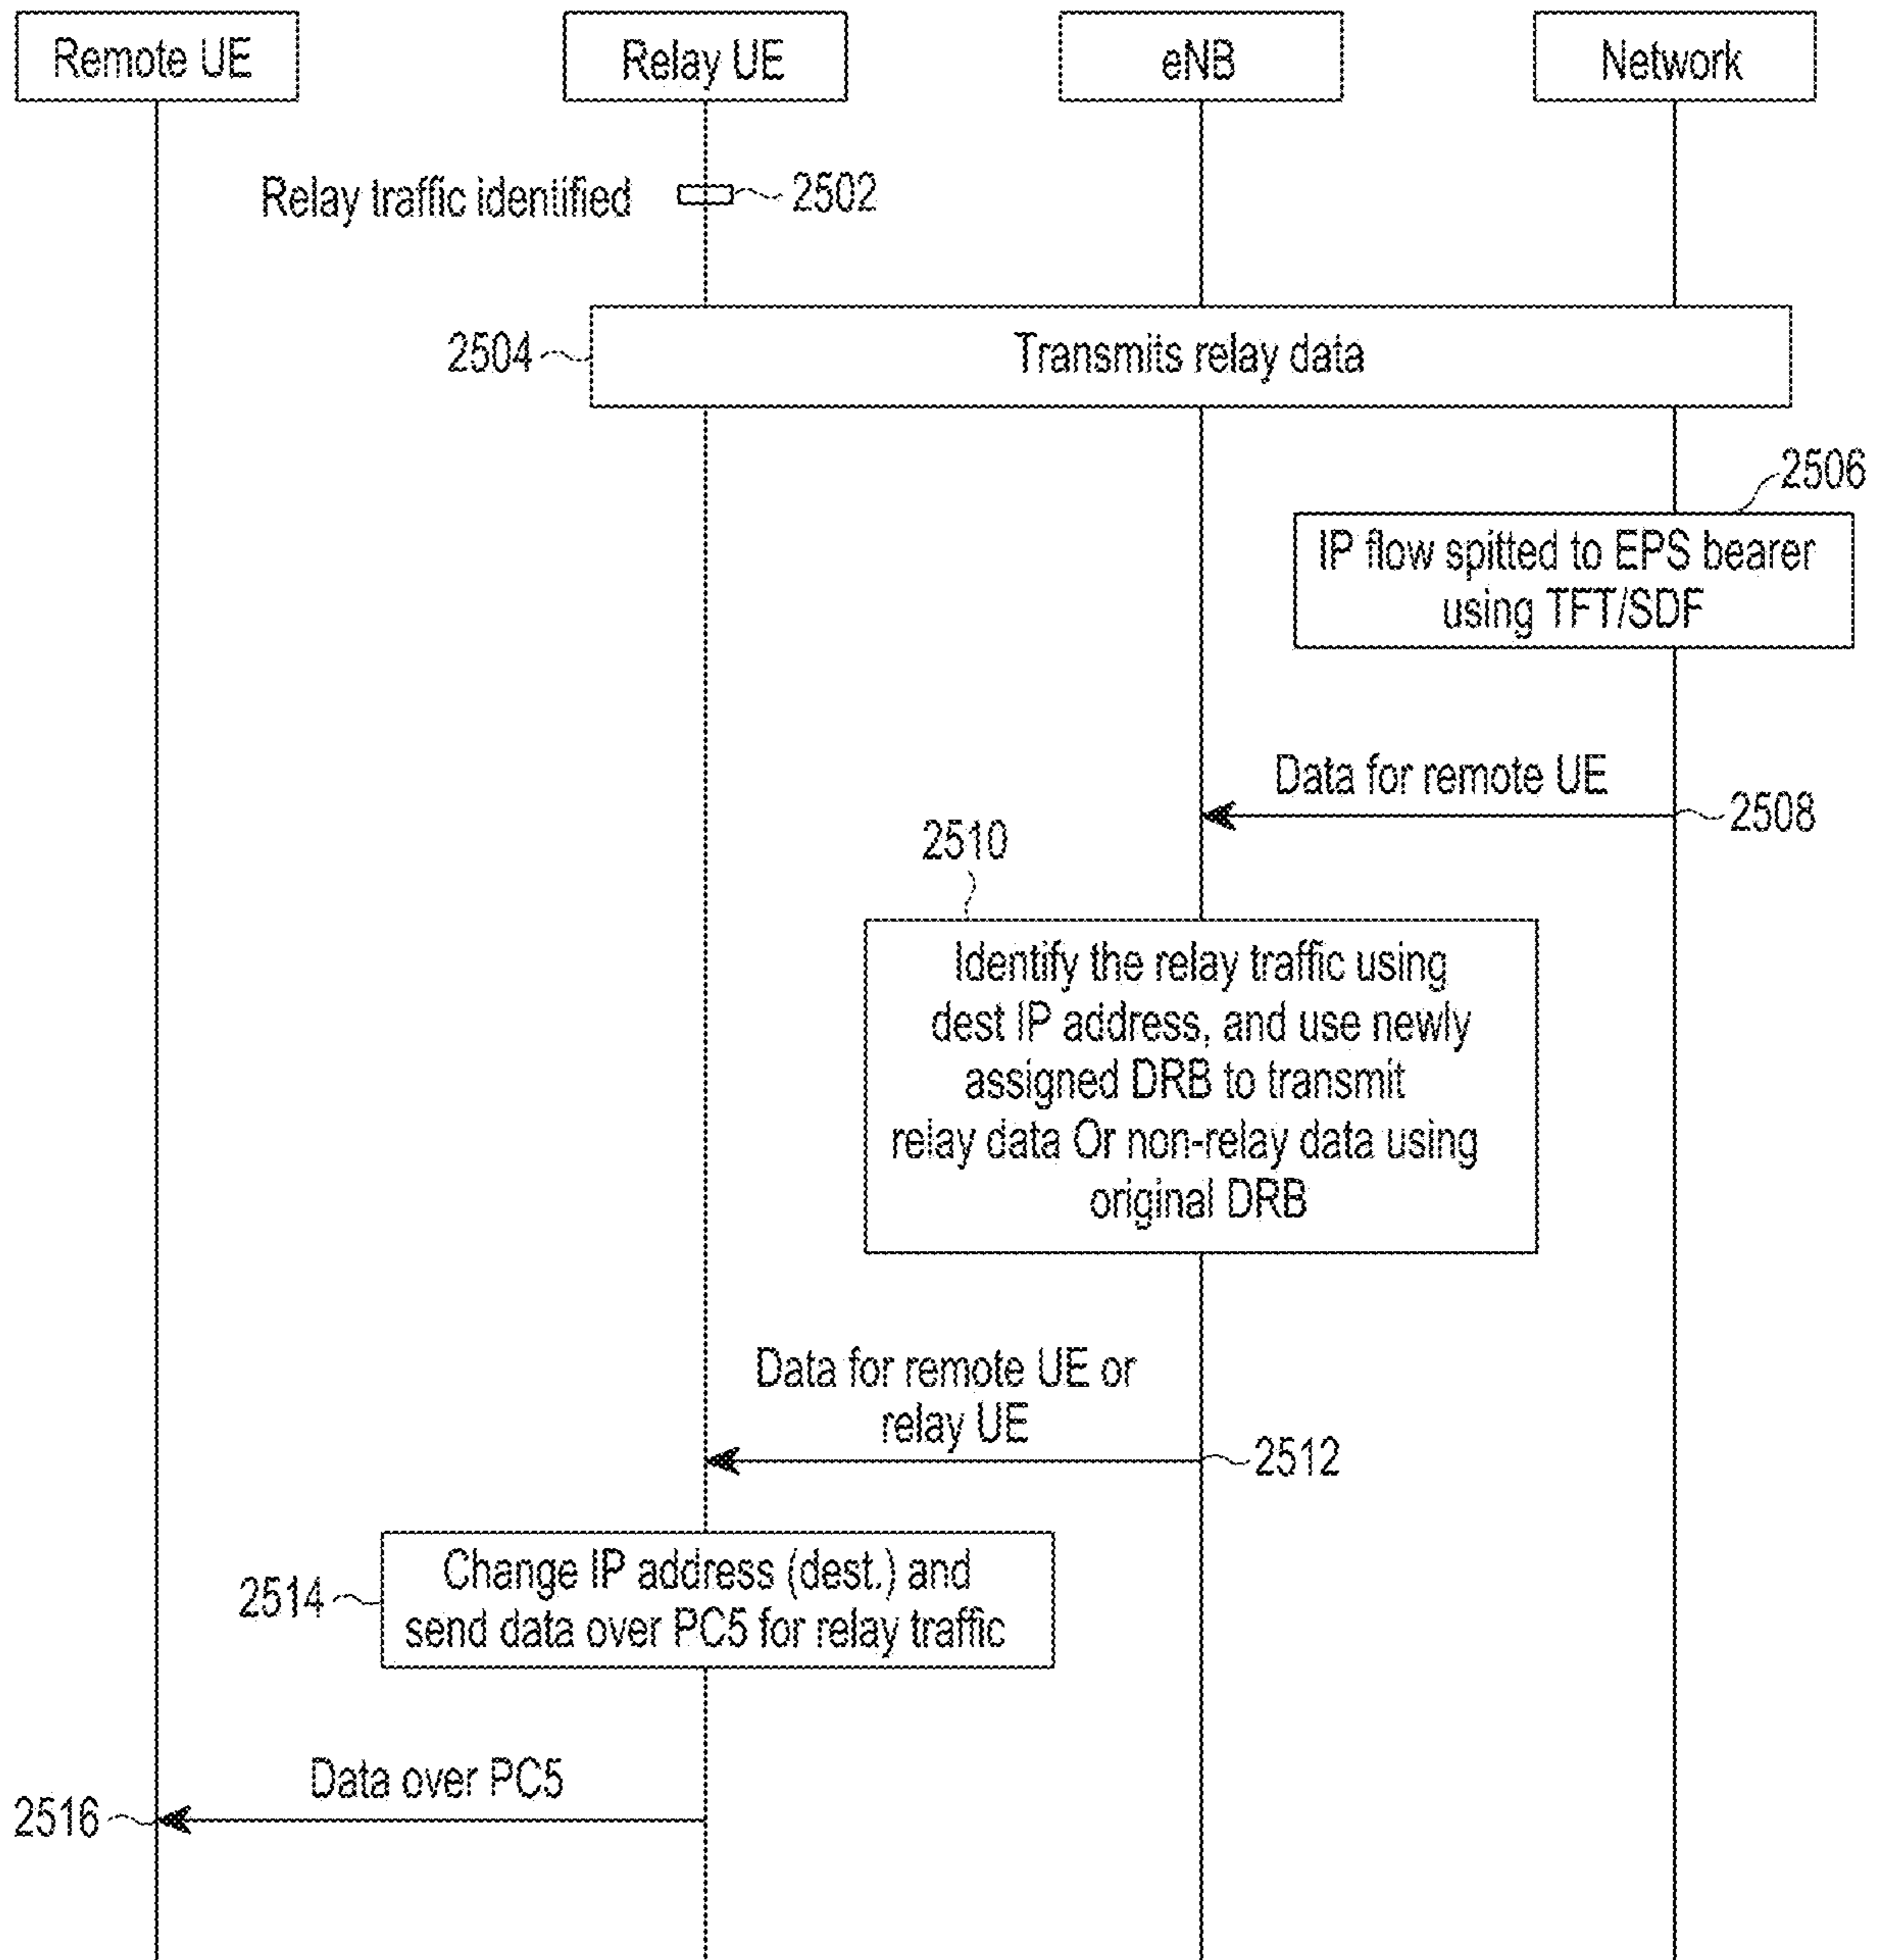 Remote UE
Relay UE
eNB
Network
Relay traffic identified
2502
2504
Transmits relay data
2506
IP flow spitted to EPS bearer
using TFT/SDF
Data for remote UE
2508
2510
Identify the relay traffic using
dest IP address, and use newly
assigned DRB to transmit
relay data Or non-relay data using
original DRB
Data for remote UE or
relay UE
2512
2514
Change IP address (dest.) and
send data over PC5 for relay traffic
Data over PC5
2516